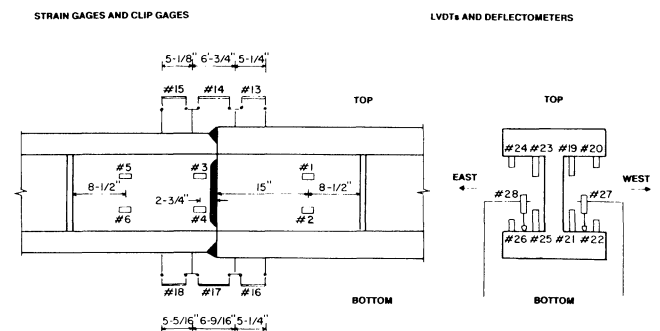 STRAIN GAGES AND CLIP GAGES
LVDTs AND DEFLECTOMETERS
5-1/8" 6'-3/4" 5-1/4"
#15 #14 #13
TOP
TOP
#24 #23 #19 #20
#5 #3 #1
EAST
WEST
8-1/2" 15" 8-1/2"
2-3/4"
#28 #27
#6 #4 #2
#26 #25 #21 #22
#18 #17 #16
BOTTOM
BOTTOM
5-5/16" 6-9/16" 5-1/4"